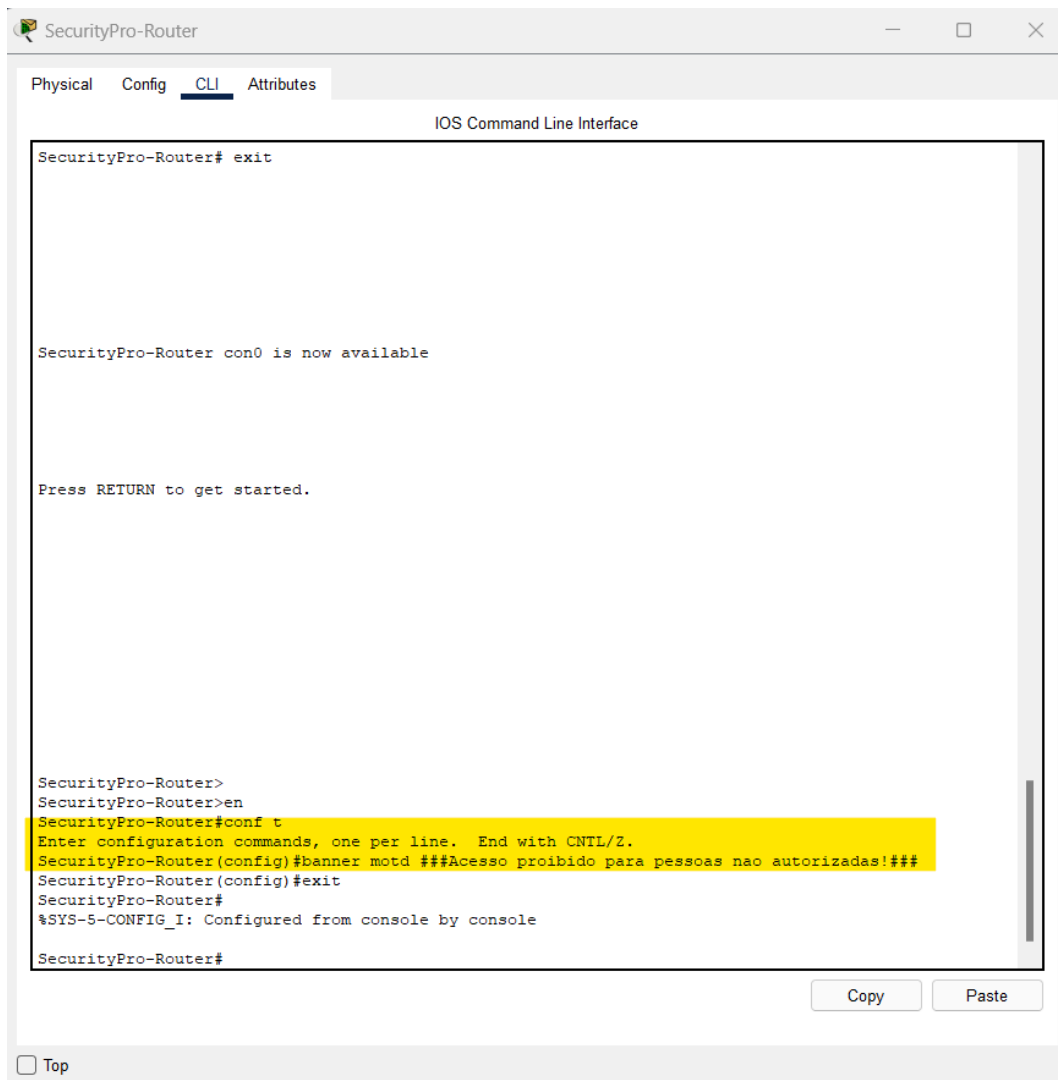 SecurityPro-Router
Physical Config CLI Attributes
IOS Command Line Interface
SecurityPro-Router# exit
SecurityPro-Router con0 is now available
Press RETURN to get started.
SecurityPro-Router>
SecurityPro-Router>en
SecurityPro-Router#conf t
Enter configuration commands, one per line.  End with CNTL/Z.
SecurityPro-Router(config)#banner motd ###Acesso proibido para pessoas nao autorizadas!###
SecurityPro-Router(config)#exit
SecurityPro-Router#
%SYS-5-CONFIG_I: Configured from console by console
SecurityPro-Router#
Copy Paste
Top